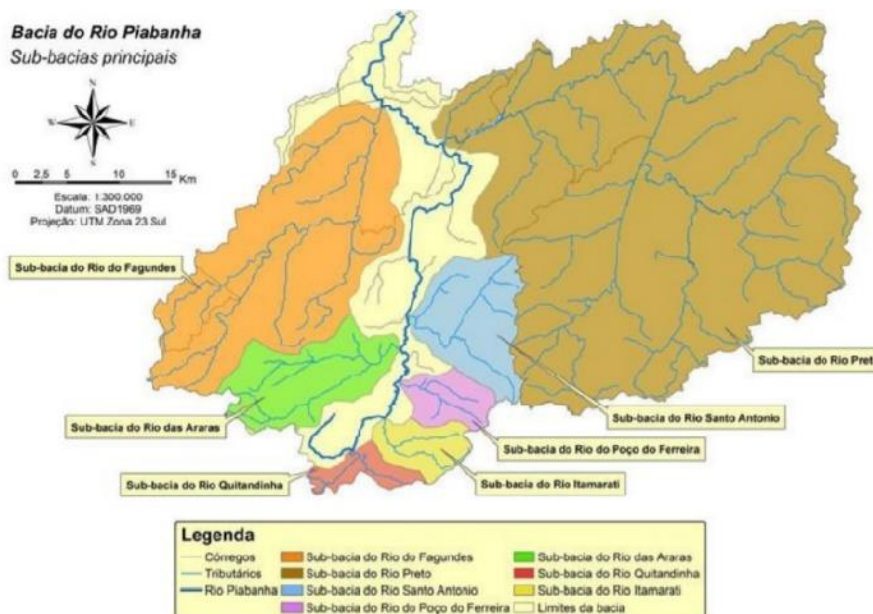 Bacia do Rio Piabanha
Sub-bacias principais
N
W E
S
0 2,5 5 10 15 Km
Escala: 1:300.000
Datum: SAD1969
Projeção: UTM Zona 23 Sul
Sub-bacia do Rio do Fagundes
Sub-bacia do Rio Preto
Sub-bacia do Rio Santo Antonio
Sub-bacia do Rio das Araras
Sub-bacia do Rio do Poço do Ferreira
Sub-bacia do Rio Quitandinha
Sub-bacia do Rio Itamarati
Legenda
Córregos
Tributários
Rio Piabanha
Sub-bacia do Rio do Fagundes
Sub-bacia do Rio Preto
Sub-bacia do Rio Santo Antonio
Sub-bacia do Rio do Poço do Ferreira
Sub-bacia do Rio das Araras
Sub-bacia do Rio Quitandinha
Sub-bacia do Rio Itamarati
Limites da bacia